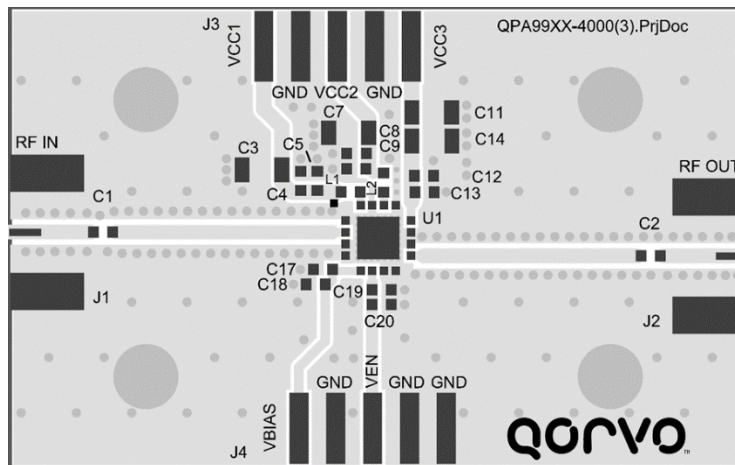 J3
VCC1
VCC3
QPA99XX-4000(3).PrjDoc
GND VCC2 GND
C7
C11
C8
C14
C9
C5
C3
RF IN
RF OUT
C12
L1
L2
C4
C13
C1
U1
C2
C17
C18
C19
J1
C20
J2
GND
VEN
GND
GND
VBIAS
J4
QORVO